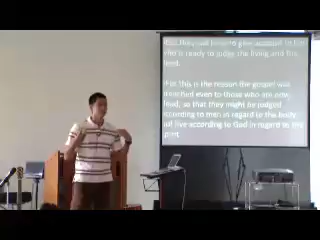 who is ready to judge the living and the
dead.
For this is the reason the gospel was
preached even to those who are now
dead, so that they might be judged
according to men in regard to the body,
but live according to God in regard to the